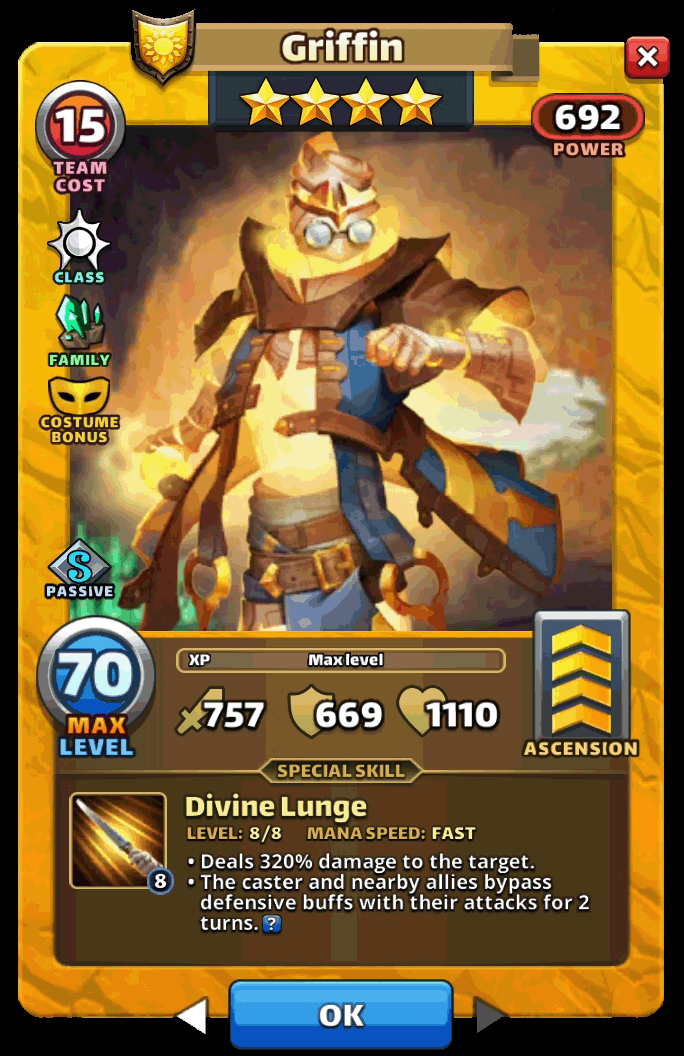 Griffin
15
TEAM
COST
692
POWER
CLASS
FAMILY
COSTUME
BONUS
S
PASSIVE
70
MAX
LEVEL
XP Max level
757 669 1110
ASCENSION
SPECIAL SKILL
Divine Lunge
LEVEL: 8/8 MANA SPEED: FAST
8
• Deals 320% damage to the target.
• The caster and nearby allies bypass
defensive buffs with their attacks for 2
turns. ?
OK